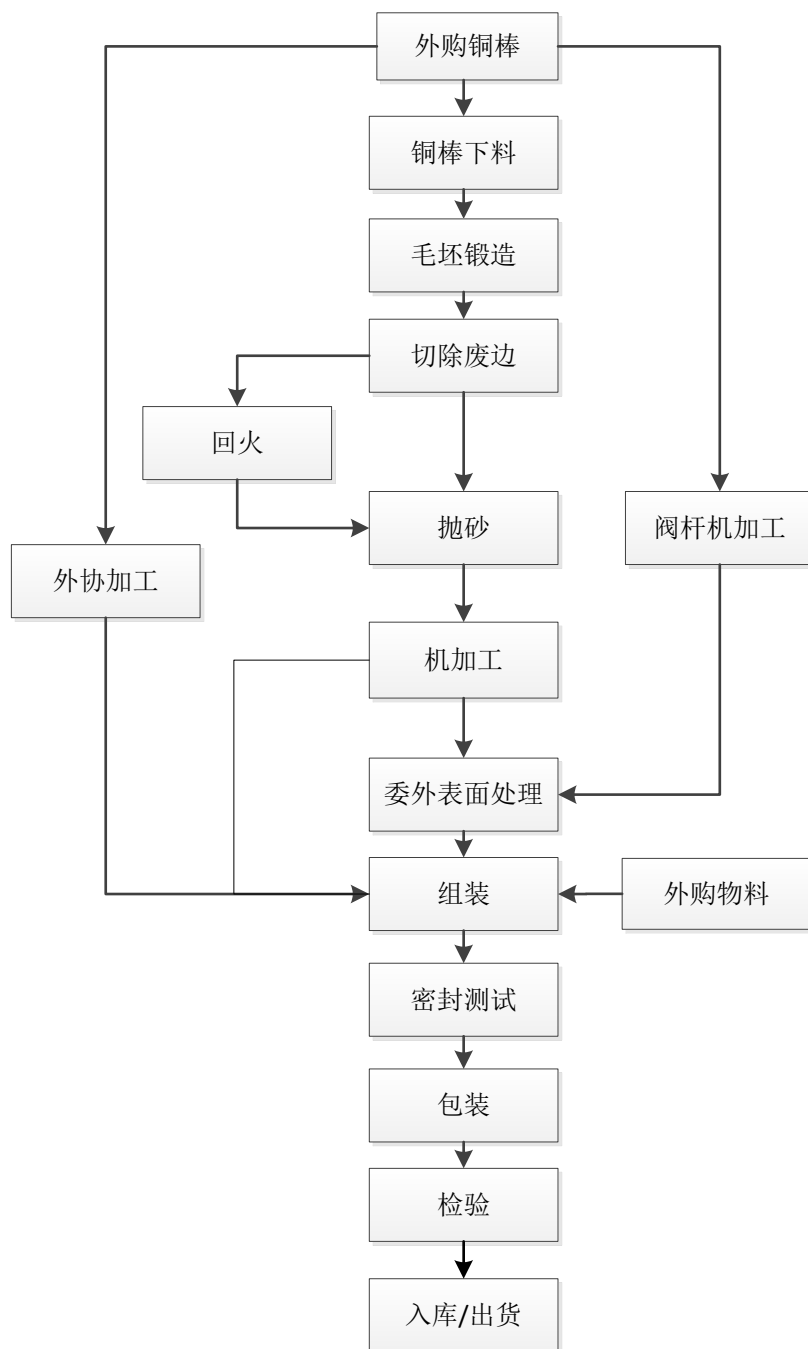 外购铜棒
铜棒下料
毛坯锻造
切除废边
回火
抛砂
阀杆机加工
外协加工
机加工
委外表面处理
组装
外购物料
密封测试
包装
检验
入库/出货